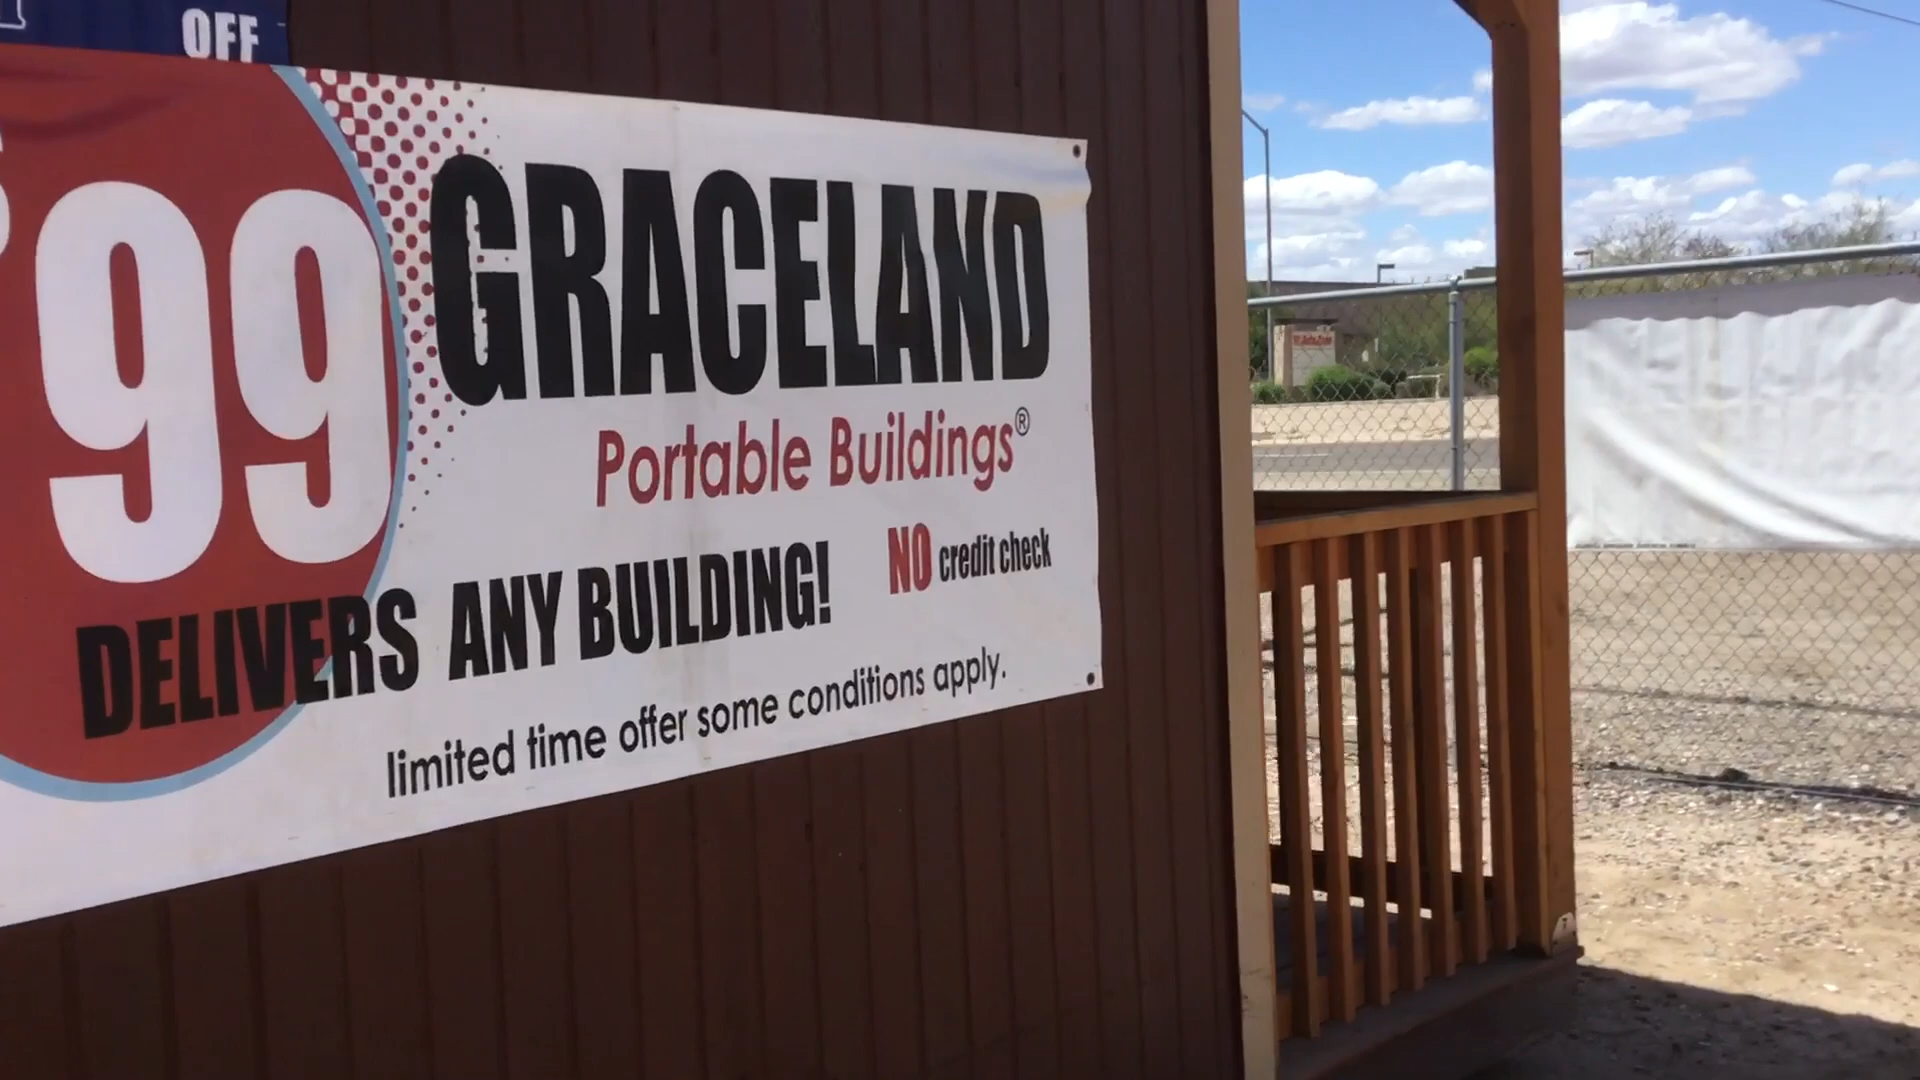 OFF
99
GRACELAND
Portable Buildings®
DELIVERS ANY BUILDING!
NO credit check
limited time offer some conditions apply.